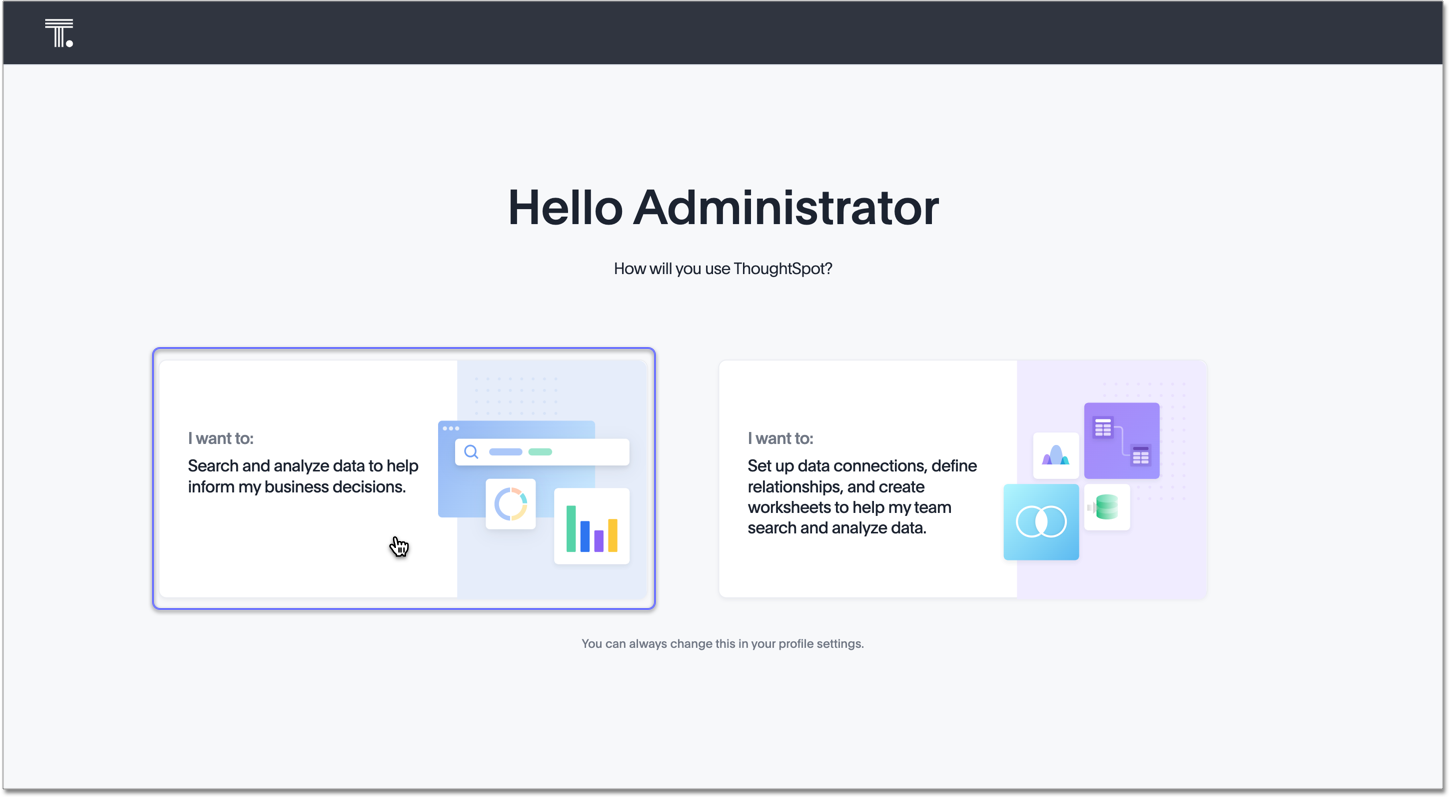 T.
Hello Administrator
How will you use ThoughtSpot?
I want to:
Search and analyze data to help
inform my business decisions.
I want to:
Set up data connections, define
relationships, and create
worksheets to help my team
search and analyze data.
You can always change this in your profile settings.